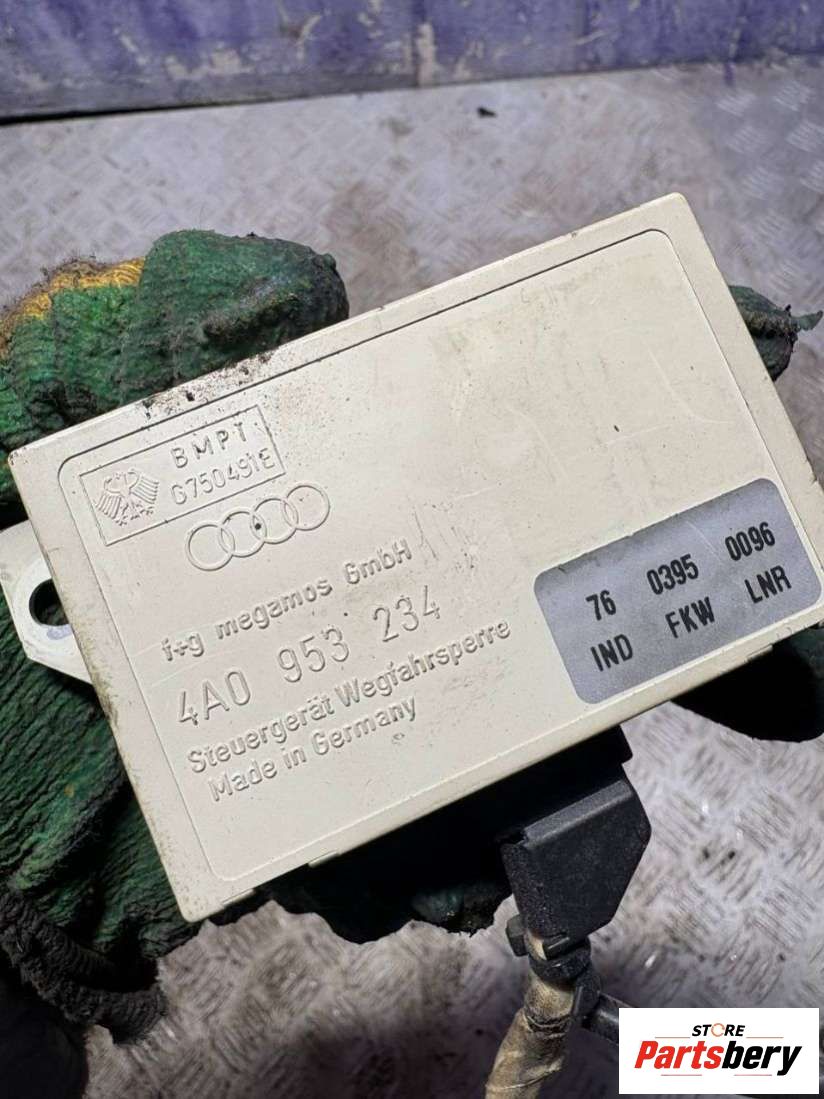 BMPT
G750491E
f+g megamos GmbH
4A0 953 234
Steuergerät Wegfahrsperre
Made in Germany
76 0395 0096
IND FKW LNR
STORE
Partsbery